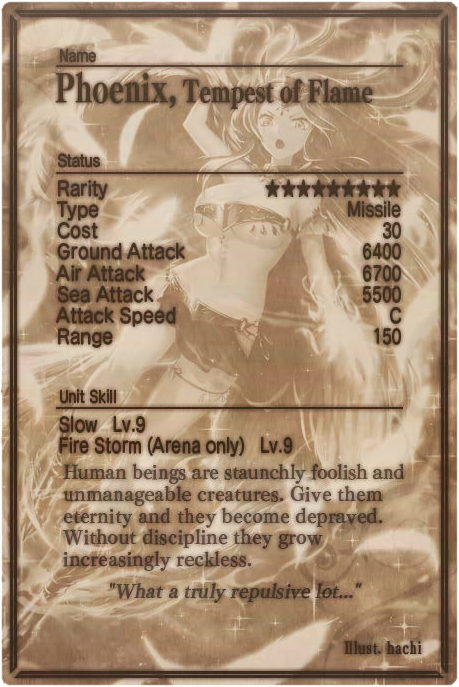 Name
Phoenix, Tempest of Flame
Status
Rarity ★★★★★★★★★
Type Missile
Cost 30
Ground Attack 6400
Air Attack 6700
Sea Attack 5500
Attack Speed C
Range 150
Unit Skill
Slow Lv.9
Fire Storm (Arena only) Lv.9
Human beings are staunchly foolish and
unmanageable creatures. Give them
eternity and they become depraved.
Without discipline they grow
increasingly reckless.
"What a truly repulsive lot..."
Illust. hachi